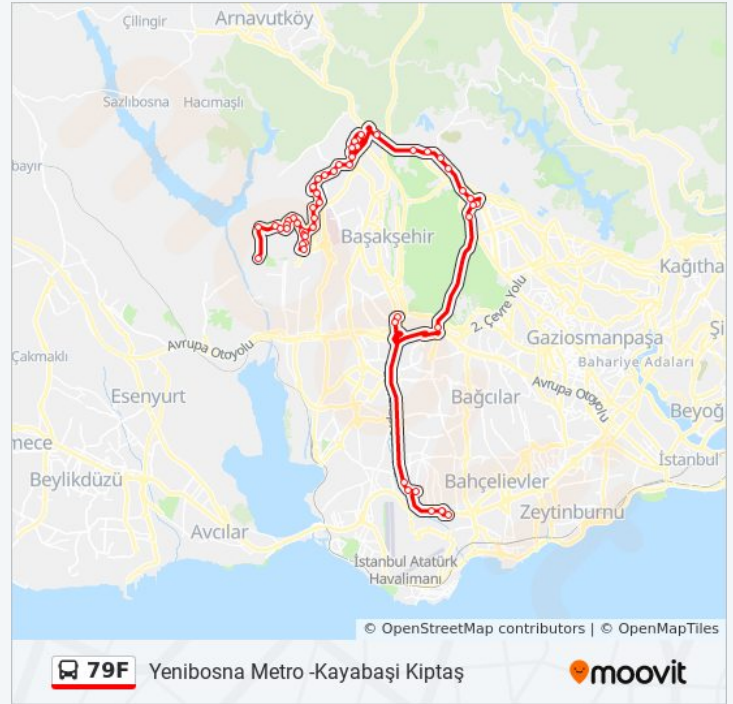 Çilingir
Arnavutköy
Sazlıbosna
Hacımaşlı
bayır
Başakşehir
Kağıtha
2. Çevre Yolu
Gaziosmanpaşa
Şi
Avrupa Otoyolu
Bahariye Adaları
Çakmaklı
Esenyurt
Bağcılar
Avrupa Otoyolu
Beyoğ
mece
İstanbul
Beylikdüzü
Bahçelievler
Zeytinburnu
Avcılar
İstanbul Atatürk
Havalimanı
© OpenStreetMap contributors | © OpenMapTiles
79F Yenibosna Metro -Kayabaşi Kiptaş
moovit